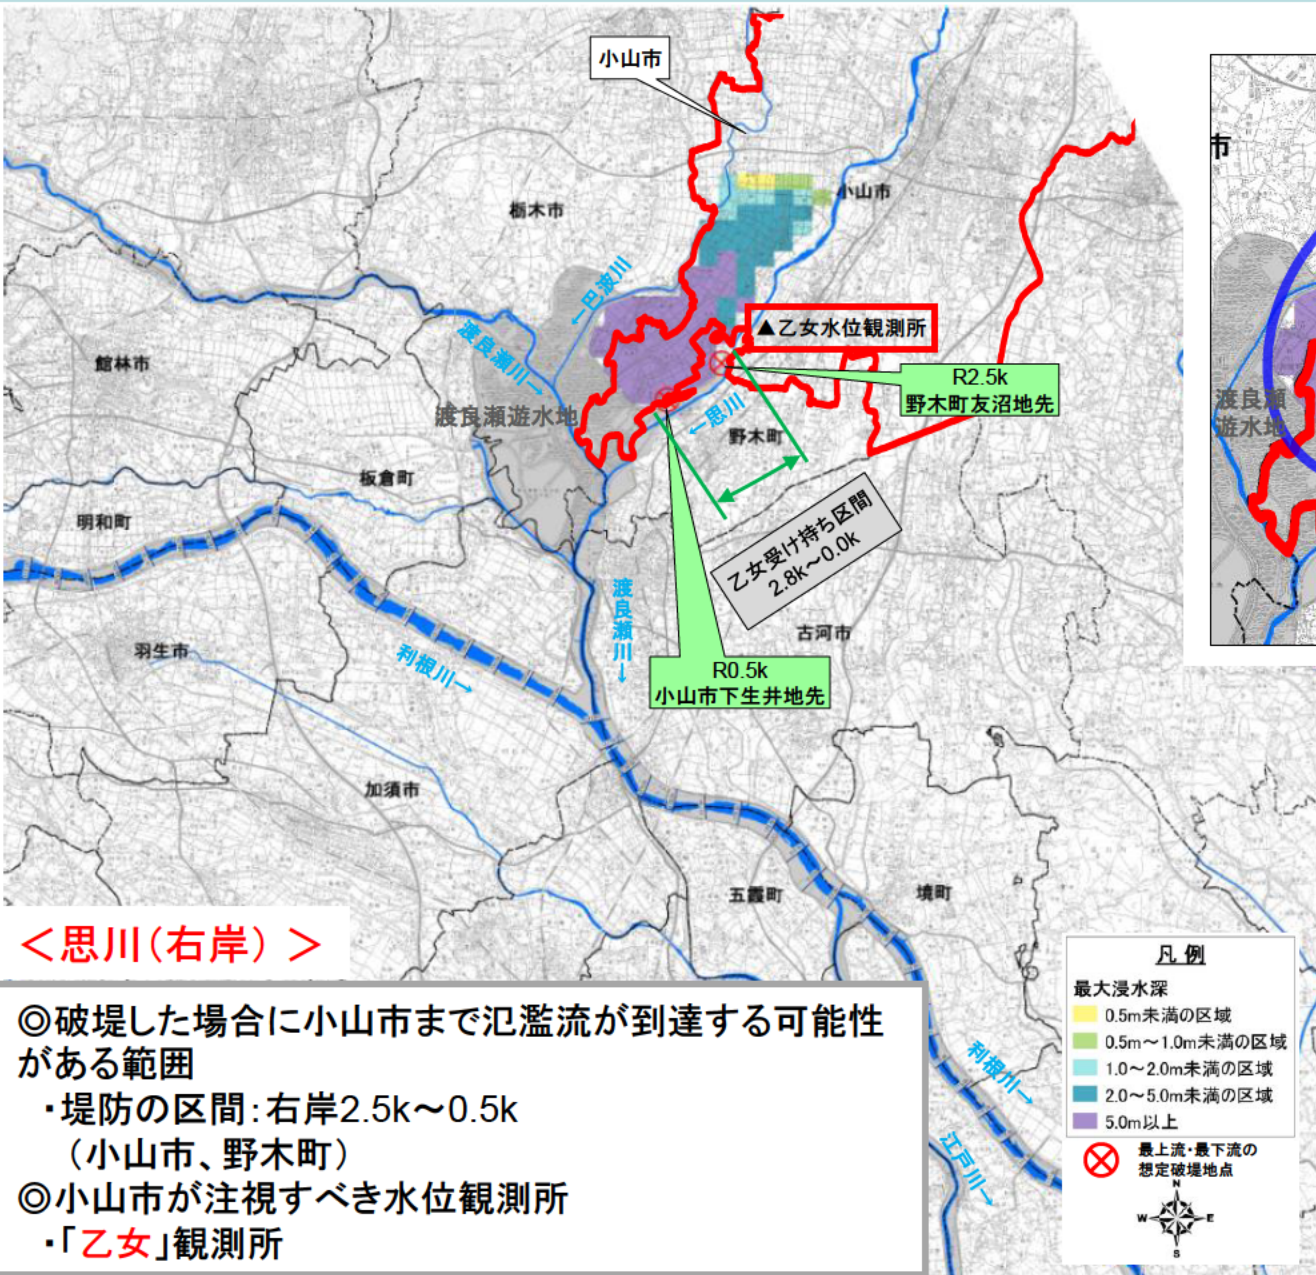 小山市
市
小山市
栃木市
←巴波川
▲乙女水位観測所
渡良瀬川→
館林市
R2.5k
野木町友沼地先
渡良瀬
遊水地
渡良瀬遊水地
←思川
野木町
板倉町
明和町
乙女受け持ち区間
2.8k～0.0k
渡良瀬川→
古河市
羽生市
利根川→
R0.5k
小山市下生井地先
加須市
五霞町
境町
＜思川（右岸）＞
◎破堤した場合に小山市まで氾濫流が到達する可能性
がある範囲
・堤防の区間：右岸2.5k～0.5k
（小山市、野木町）
◎小山市が注視すべき水位観測所
・「乙女」観測所
利根川→
江戸川→
凡 例
最大浸水深
0.5m未満の区域
0.5m～1.0m未満の区域
1.0～2.0m未満の区域
2.0～5.0m未満の区域
5.0m以上
最上流・最下流の
想定破堤地点
N
W E
S